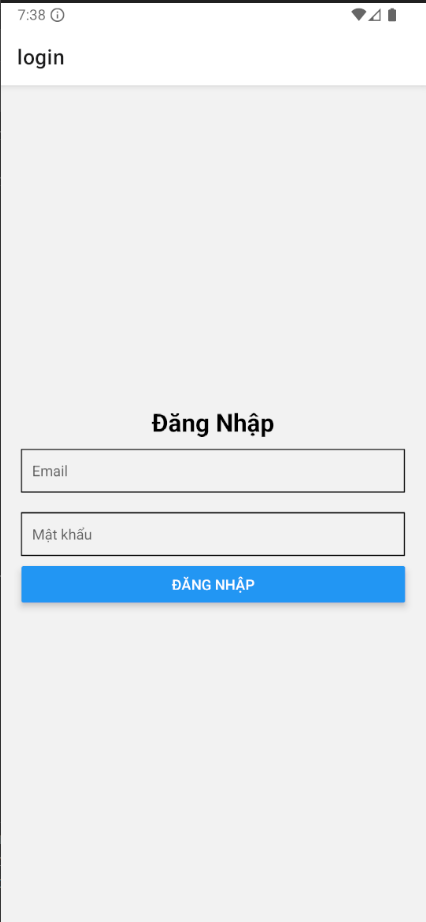 7:38
login
Đăng Nhập
Email
Mật khẩu
ĐĂNG NHẬP